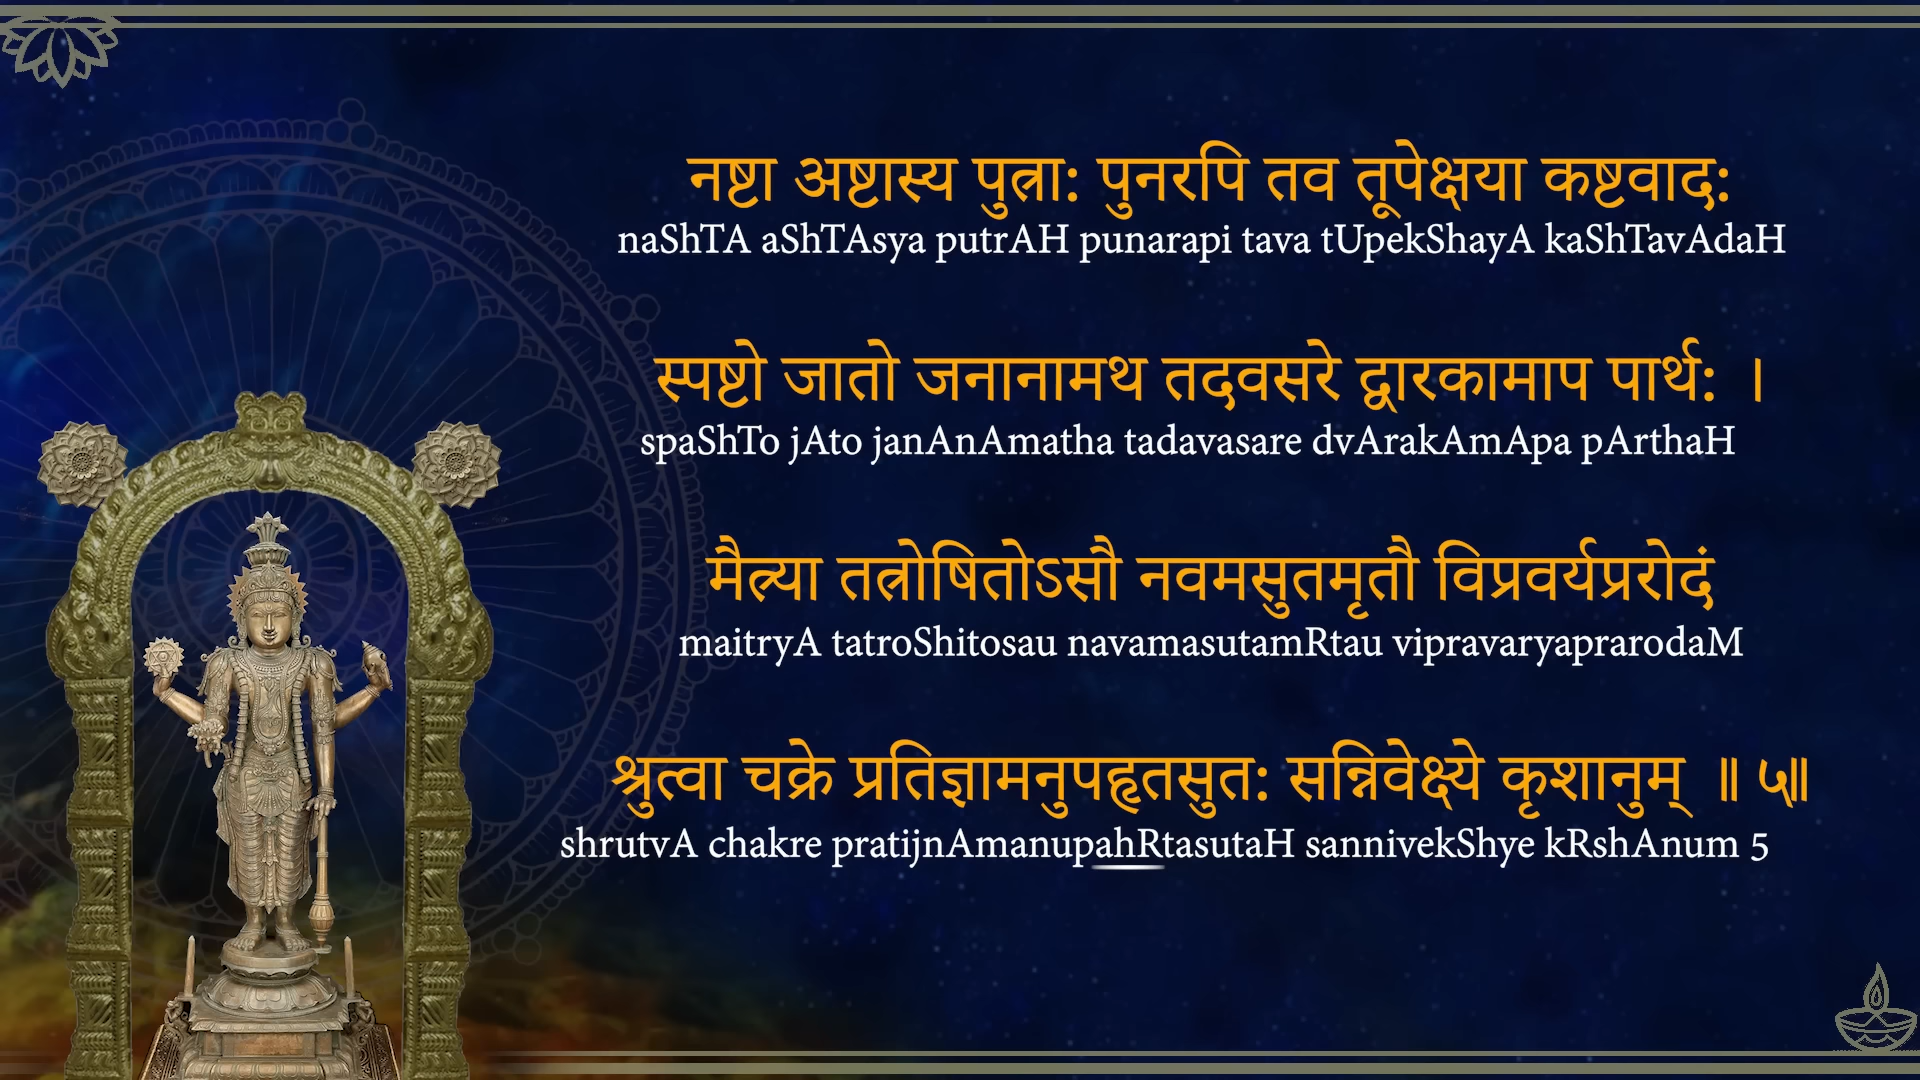 नष्टा अष्टास्य पुत्रा: पुनरपि तव तूपेक्षया कष्टवाद:
naShTA aShTAsya putrAH punarapi tava tUpekShayA kaShTavAdaH
स्पष्टो जातो जनानामथ तदवसरे द्वारकामाप पार्थ: ।
spaShTo jAto janAnAmatha tadavasare dvArakAmApa pArthaH
मैत्र्या तत्रोषितोऽसौ नवमसुतमृतौ विप्रवर्यप्ररोदं
maitryA tatroShitosau navamasutamRtau vipravaryaprarodaM
श्रुत्वा चक्रे प्रतिज्ञामनुपहृतसुत: सन्निवेक्ष्ये कृशानुम् ॥ ५॥
shrutvA chakre pratijnAmanupahRtasutaH sannivekShye kRshAnum 5